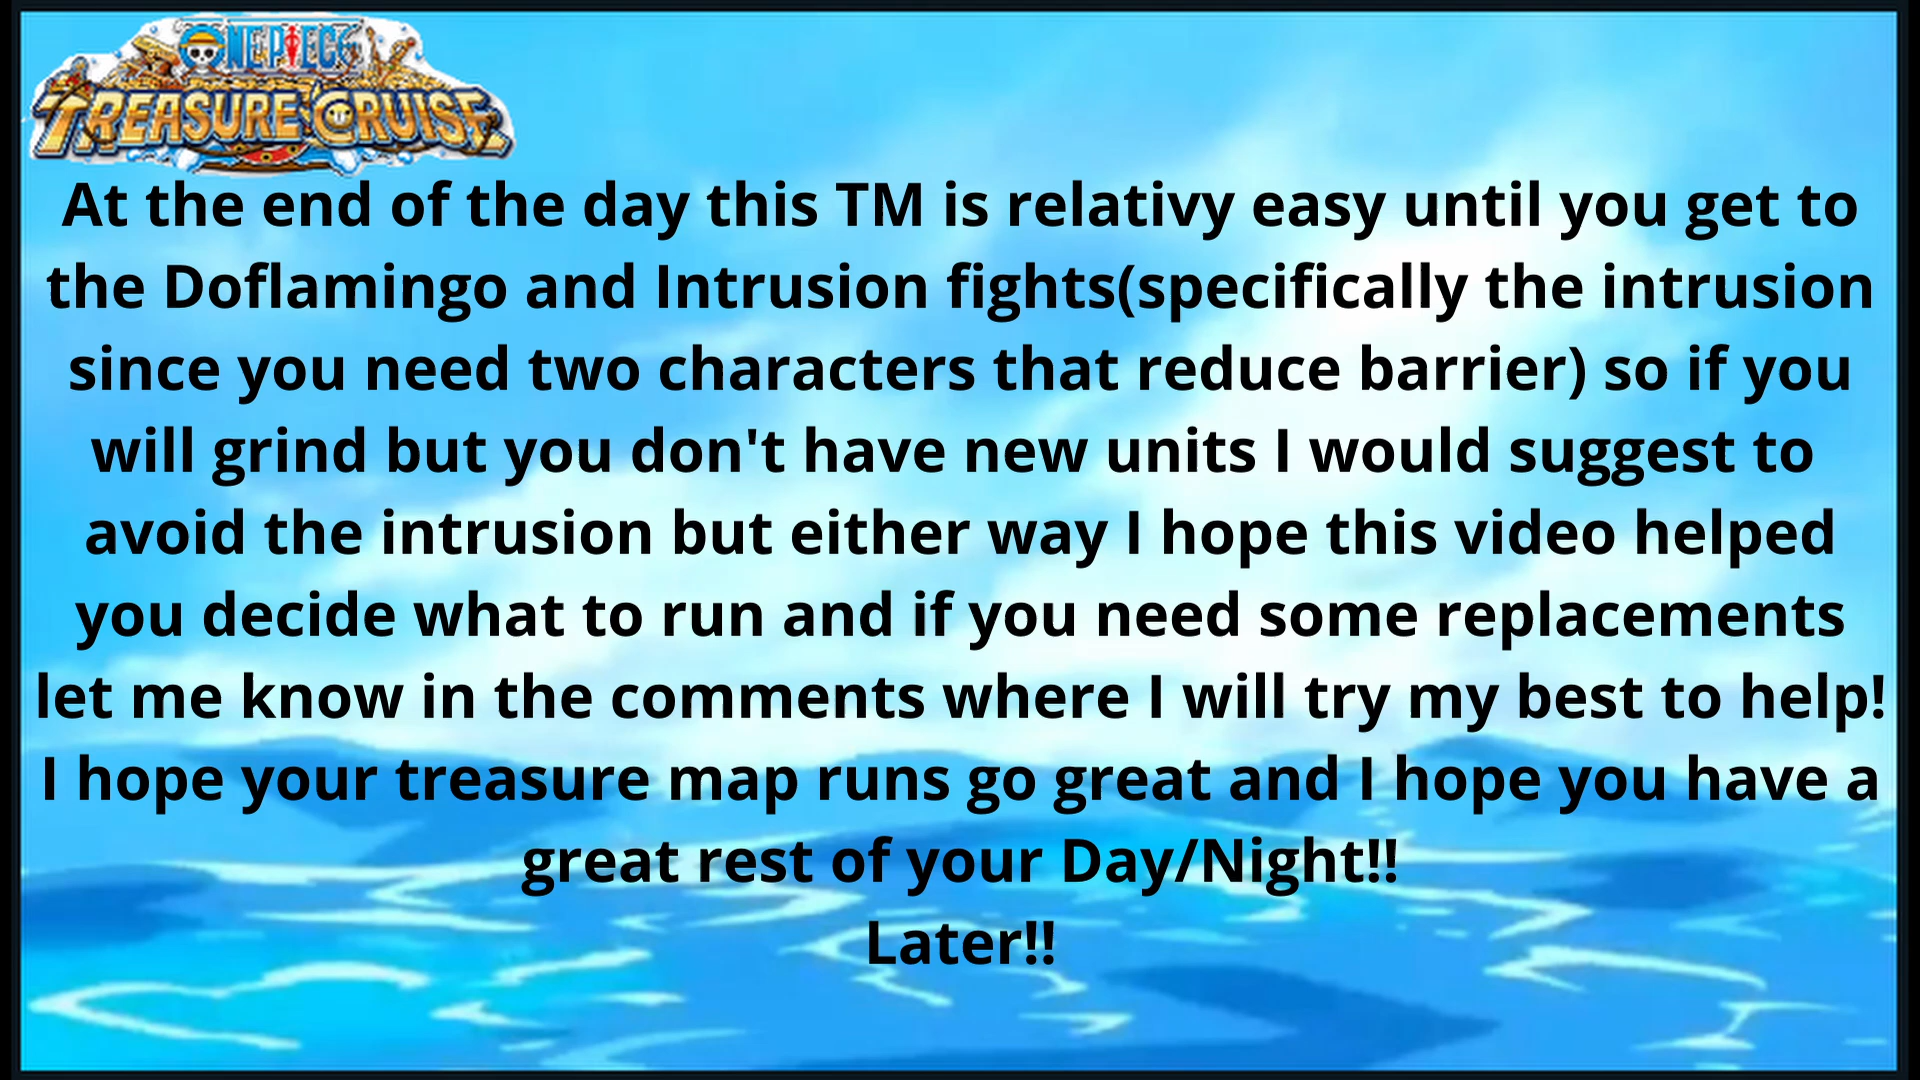 ONE PIECE
TREASURE CRUISE
At the end of the day this TM is relativy easy until you get to
the Doflamingo and Intrusion fights(specifically the intrusion
since you need two characters that reduce barrier) so if you
will grind but you don't have new units I would suggest to
avoid the intrusion but either way I hope this video helped
you decide what to run and if you need some replacements
let me know in the comments where I will try my best to help!
I hope your treasure map runs go great and I hope you have a
great rest of your Day/Night!!
Later!!